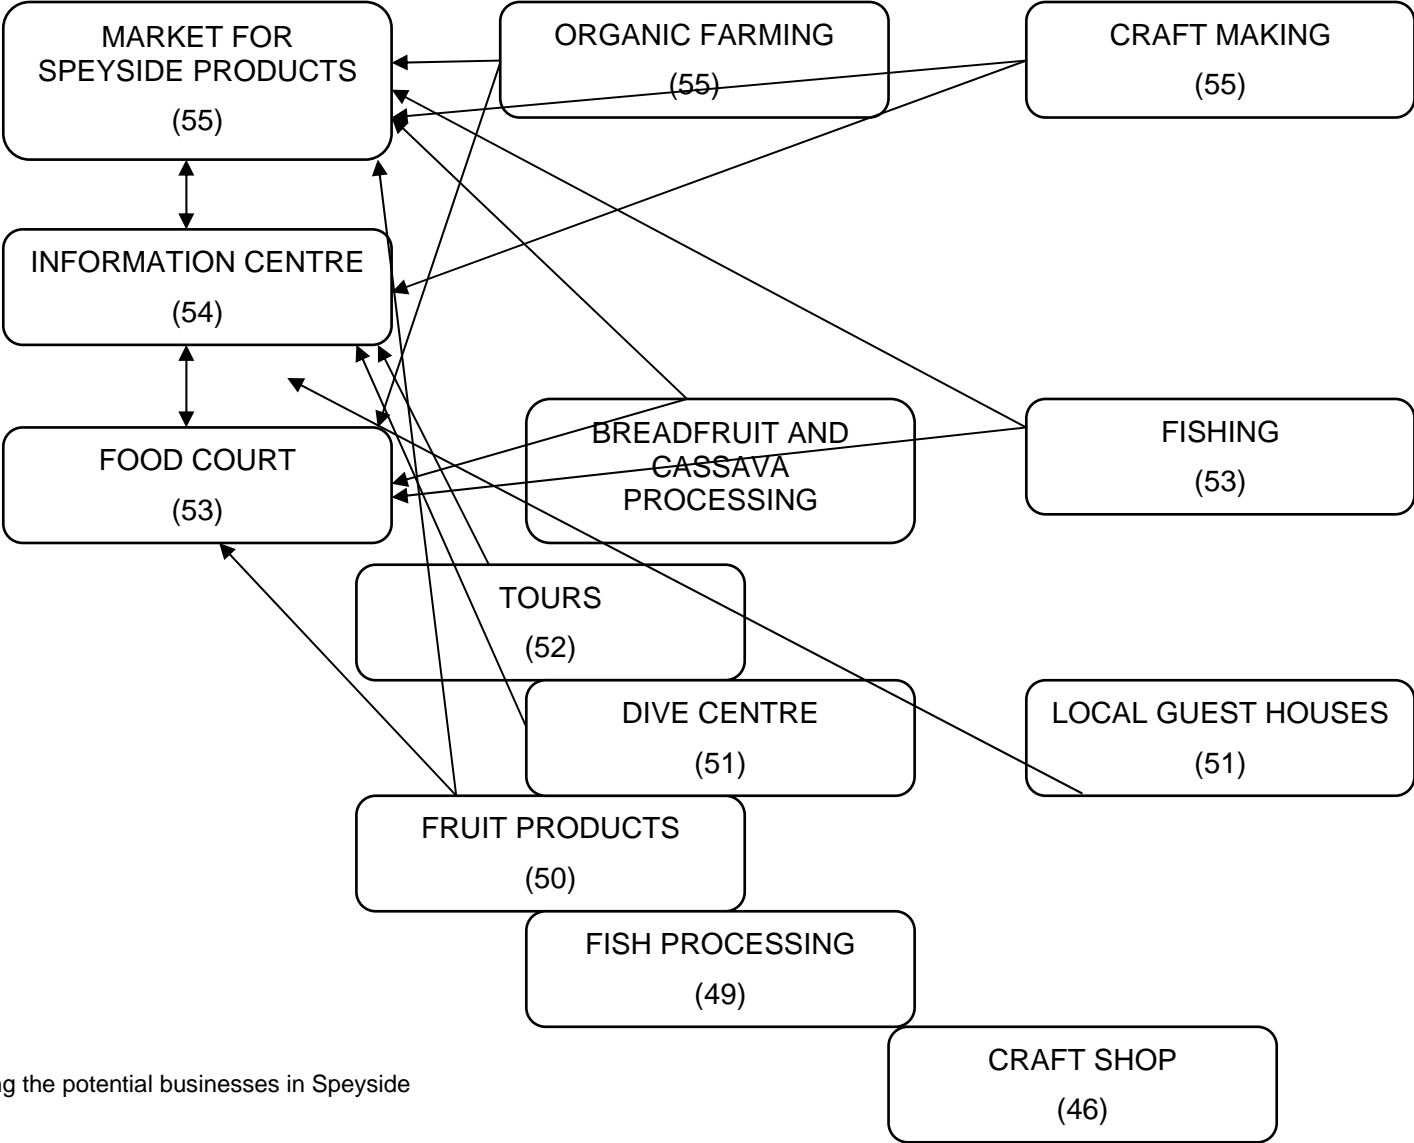 MARKET FOR
SPEYSIDE PRODUCTS
(55)
ORGANIC FARMING
(55)
CRAFT MAKING
(55)
INFORMATION CENTRE
(54)
FOOD COURT
(53)
BREADFRUIT AND
CASSAVA
PROCESSING
FISHING
(53)
TOURS
(52)
DIVE CENTRE
(51)
LOCAL GUEST HOUSES
(51)
FRUIT PRODUCTS
(50)
FISH PROCESSING
(49)
CRAFT SHOP
(46)
the potential businesses in Speyside